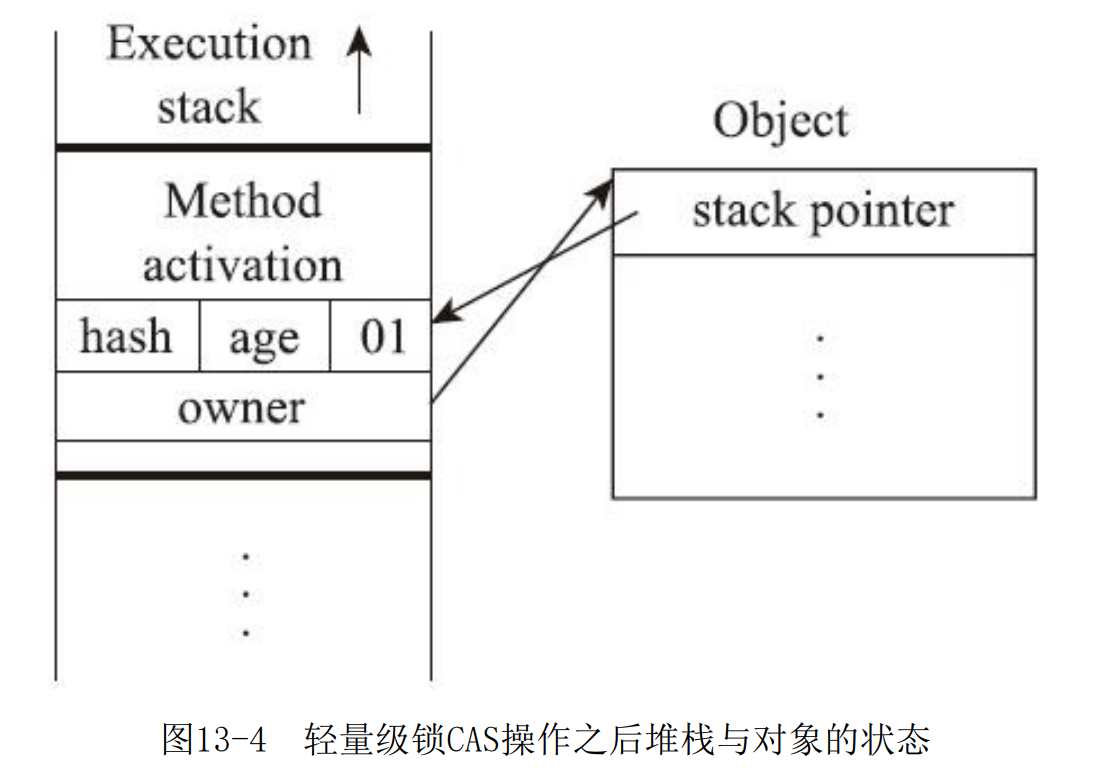 Execution
stack
Method
activation
hash age 01
owner
Object
stack pointer
图13-4 轻量级锁CAS操作之后堆栈与对象的状态